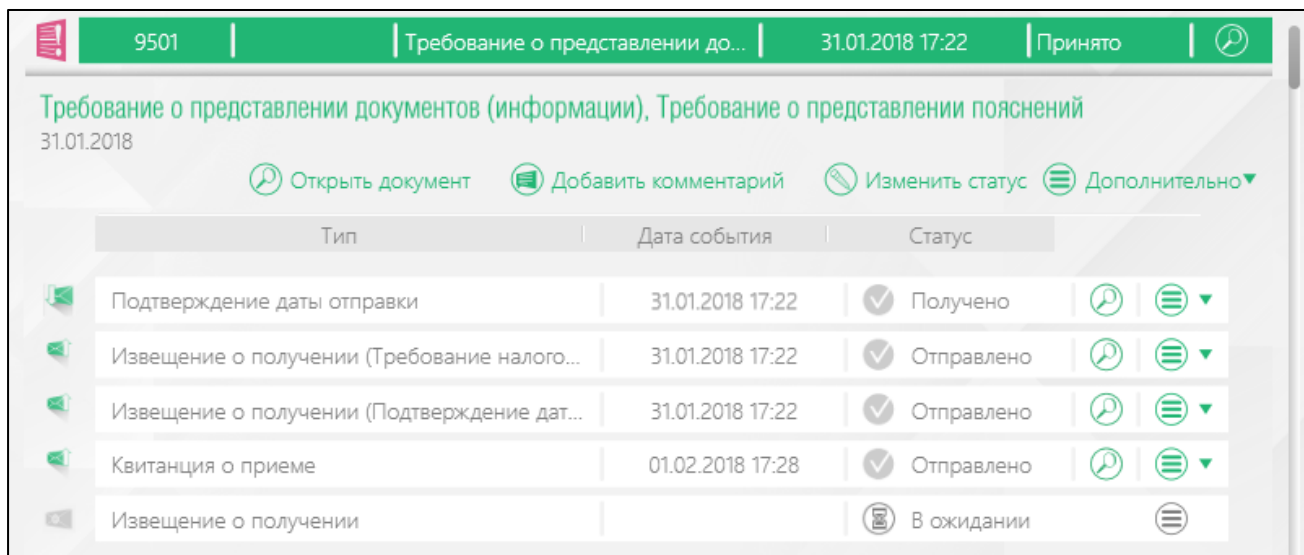 9501 Требование о представлении до... 31.01.2018 17:22 Принято
Требование о представлении документов (информации), Требование о представлении пояснений
31.01.2018
Открыть документ Добавить комментарий Изменить статус Дополнительно
Тип Дата события Статус
Подтверждение даты отправки 31.01.2018 17:22 Получено
Извещение о получении (Требование налого... 31.01.2018 17:22 Отправлено
Извещение о получении (Подтверждение дат... 31.01.2018 17:22 Отправлено
Квитанция о приеме 01.02.2018 17:28 Отправлено
Извещение о получении В ожидании